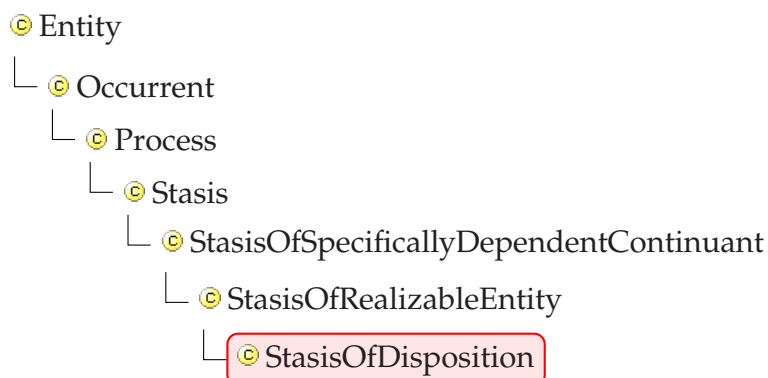 Entity
Occurrent
Process
Stasis
StasisOfSpecificallyDependentContinuant
StasisOfRealizableEntity
StasisOfDisposition